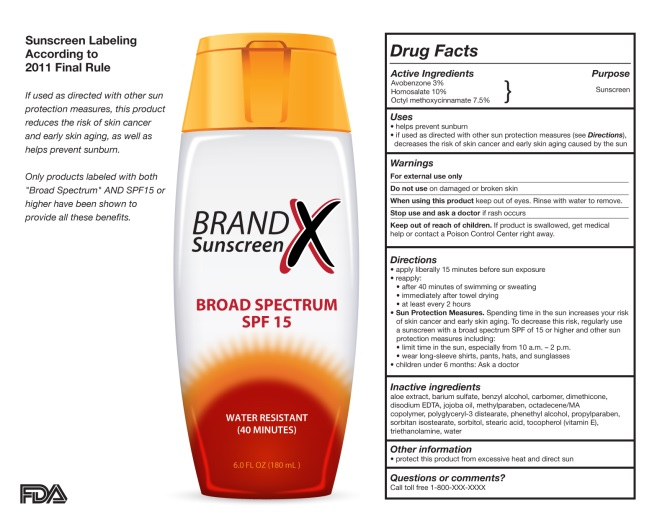 Sunscreen Labeling
According to
2011 Final Rule
If used as directed with other sun
protection measures, this product
reduces the risk of skin cancer
and early skin aging, as well as
helps prevent sunburn.
Only products labeled with both
"Broad Spectrum" AND SPF15 or
higher have been shown to
provide all these benefits.
FDA
BRAND X
Sunscreen
BROAD SPECTRUM
SPF 15
WATER RESISTANT
(40 MINUTES)
6.0 FL OZ (180 mL)
Drug Facts
Active Ingredients Purpose
Avobenzone 3%
Homosalate 10% Sunscreen
Octyl methoxycinnamate 7.5%
Uses
• helps prevent sunburn
• if used as directed with other sun protection measures (see Directions),
decreases the risk of skin cancer and early skin aging caused by the sun
Warnings
For external use only
Do not use on damaged or broken skin
When using this product keep out of eyes. Rinse with water to remove.
Stop use and ask a doctor if rash occurs
Keep out of reach of children. If product is swallowed, get medical
help or contact a Poison Control Center right away.
Directions
• apply liberally 15 minutes before sun exposure
• reapply:
• after 40 minutes of swimming or sweating
• immediately after towel drying
• at least every 2 hours
• Sun Protection Measures. Spending time in the sun increases your risk
of skin cancer and early skin aging. To decrease this risk, regularly use
a sunscreen with a broad spectrum SPF of 15 or higher and other sun
protection measures including:
• limit time in the sun, especially from 10 a.m. – 2 p.m.
• wear long-sleeve shirts, pants, hats, and sunglasses
• children under 6 months: Ask a doctor
Inactive ingredients
aloe extract, barium sulfate, benzyl alcohol, carbomer, dimethicone,
disodium EDTA, jojoba oil, methylparaben, octadecene/MA
copolymer, polyglyceryl-3 distearate, phenethyl alcohol, propylparaben,
sorbitan isostearate, sorbitol, stearic acid, tocopherol (vitamin E),
triethanolamine, water
Other information
• protect this product from excessive heat and direct sun
Questions or comments?
Call toll free 1-800-XXX-XXXX